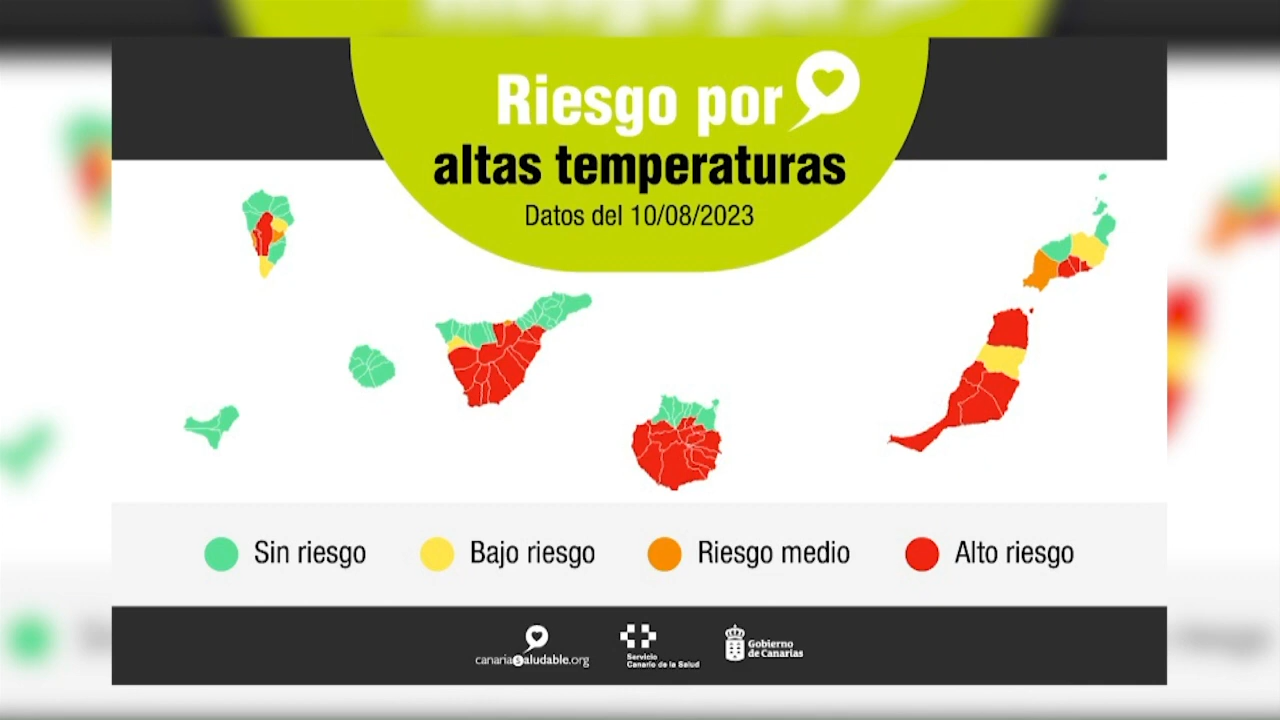 Riesgo por
altas temperaturas
Datos del 10/08/2023
Sin riesgo
Bajo riesgo
Riesgo medio
Alto riesgo
canariasaludable.org
Servicio
Canario de la Salud
Gobierno
de Canarias